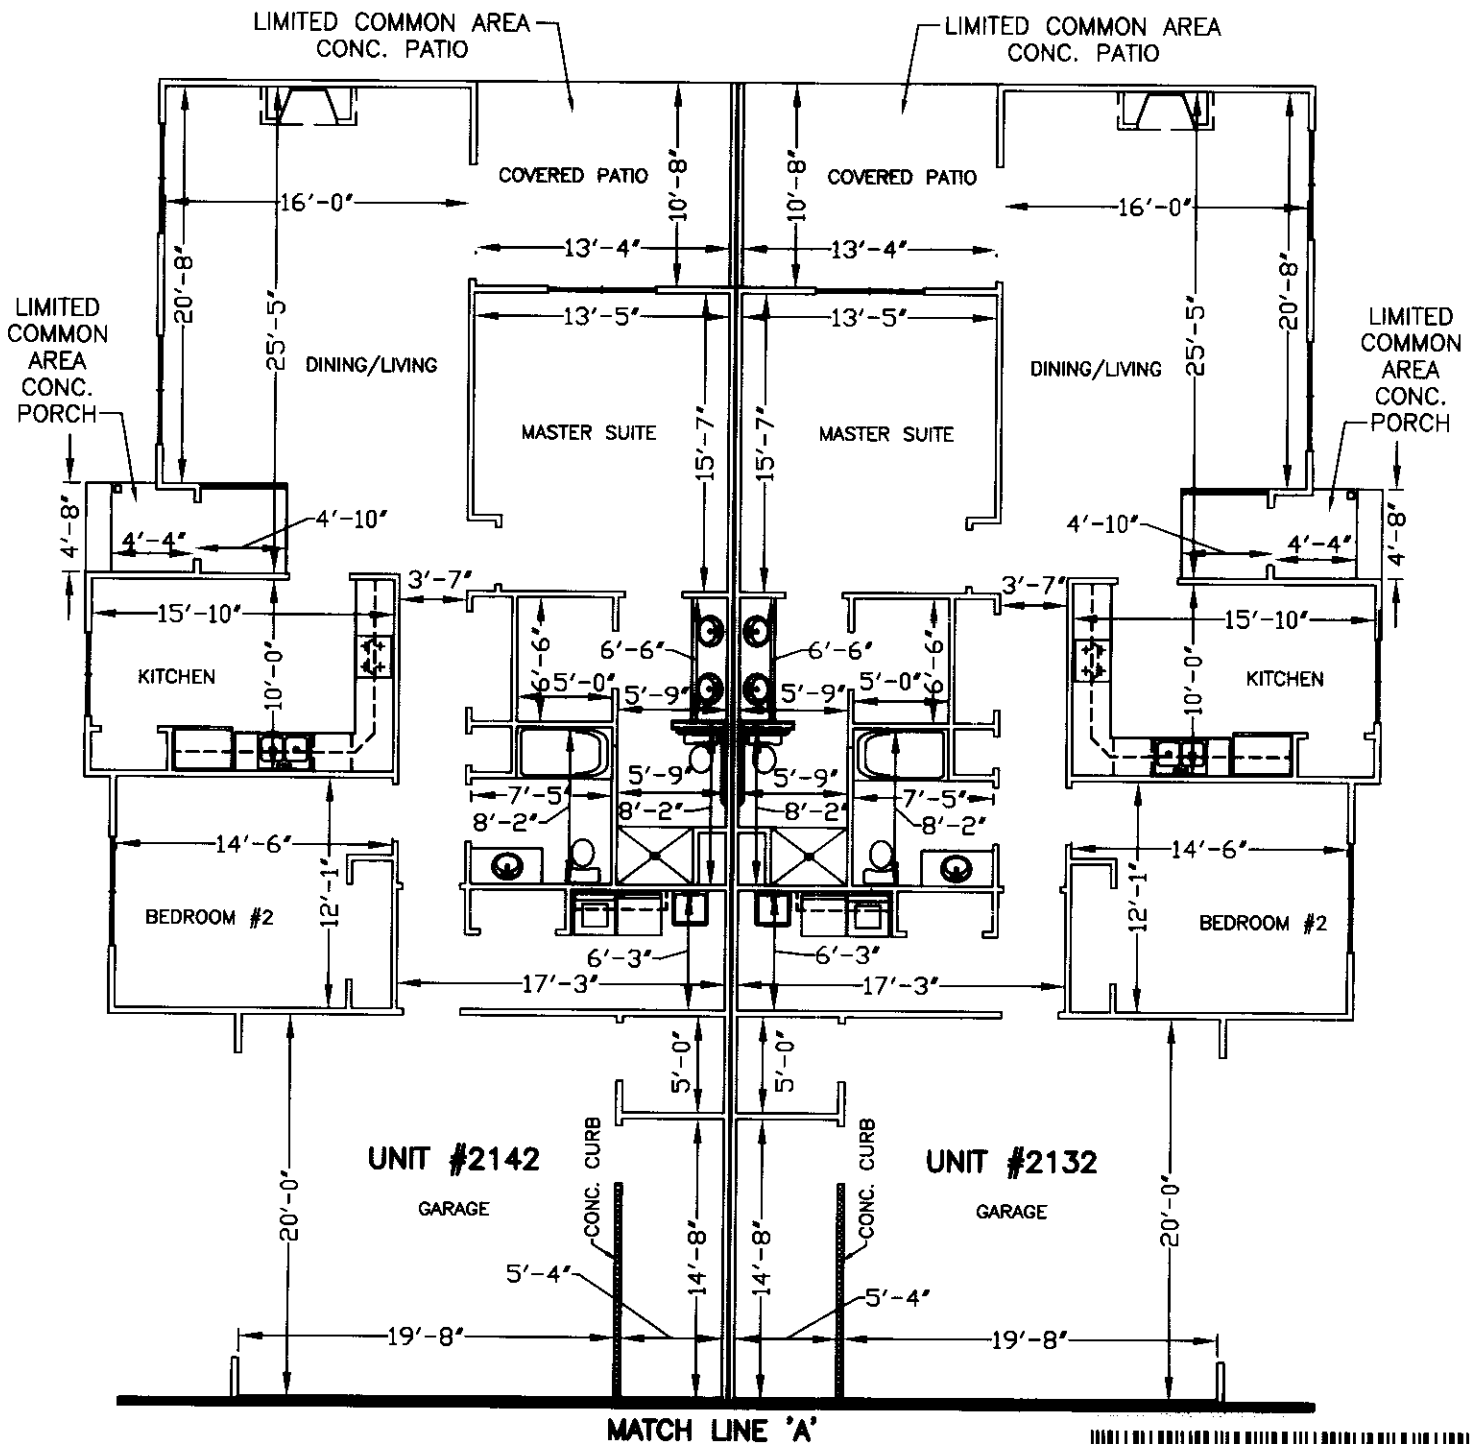 LIMITED COMMON AREA
CONC. PATIO
LIMITED COMMON AREA
CONC. PATIO
COVERED PATIO
10'-8"
10'-8"
COVERED PATIO
16'-0"
16'-0"
13'-4"
13'-4"
20'-8"
25'-5"
25'-5"
20'-8"
13'-5"
13'-5"
LIMITED
COMMON
AREA
CONC.
PORCH
LIMITED
COMMON
AREA
CONC.
PORCH
DINING/LIVING
DINING/LIVING
MASTER SUITE
15'-7"
15'-7"
MASTER SUITE
4'-8"
4'-4"
4'-10"
4'-10"
4'-4"
4'-8"
3'-7"
3'-7"
15'-10"
15'-10"
KITCHEN
10'-0"
10'-0"
KITCHEN
6'-6"
6'-6"
6'-6"
6'-6"
5'-0"
5'-9"
5'-9"
5'-0"
5'-9"
5'-9"
7'-5"
8'-2"
8'-2"
7'-5"
8'-2"
8'-2"
14'-6"
14'-6"
12'-1"
12'-1"
BEDROOM #2
BEDROOM #2
6'-3"
6'-3"
17'-3"
17'-3"
5'-0"
5'-0"
UNIT #2142
GARAGE
CONC. CURB
CONC. CURB
UNIT #2132
GARAGE
20'-0"
14'-8"
14'-8"
20'-0"
5'-4"
5'-4"
19'-8"
19'-8"
MATCH LINE 'A'